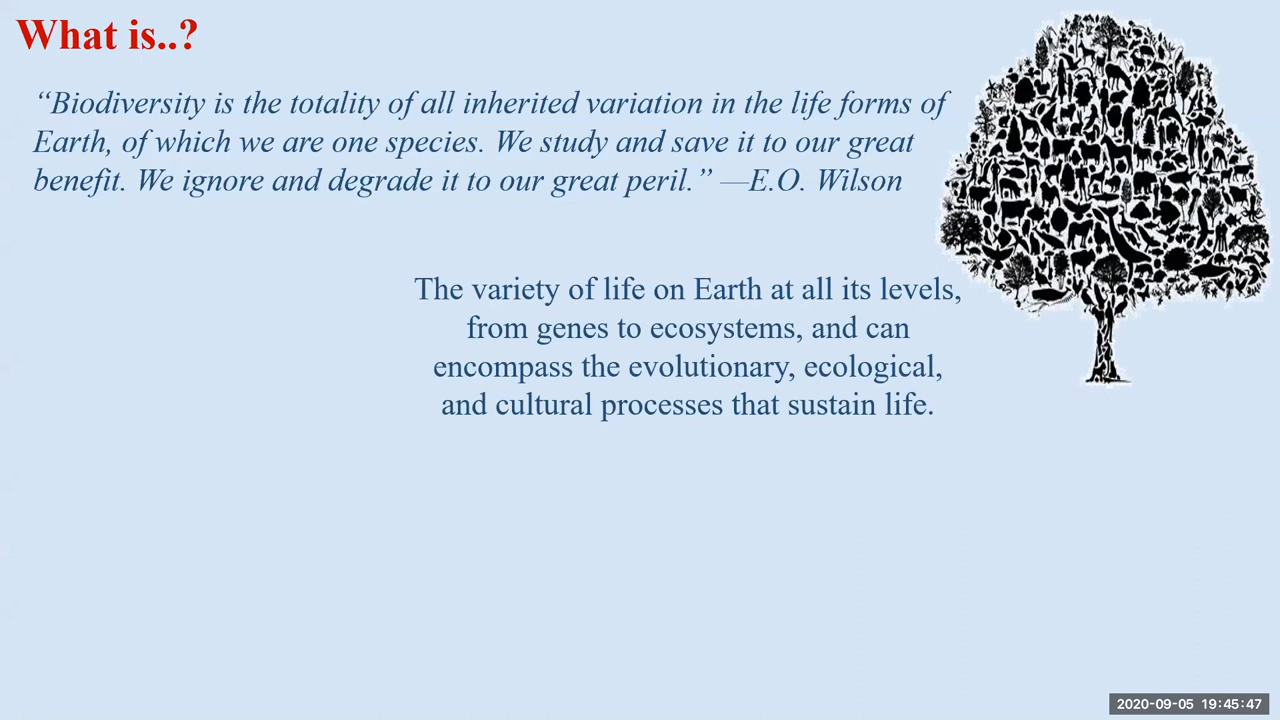 What is..?
“Biodiversity is the totality of all inherited variation in the life forms of
Earth, of which we are one species. We study and save it to our great
benefit. We ignore and degrade it to our great peril.” —E.O. Wilson
The variety of life on Earth at all its levels,
from genes to ecosystems, and can
encompass the evolutionary, ecological,
and cultural processes that sustain life.
2020-09-05 19:45:47